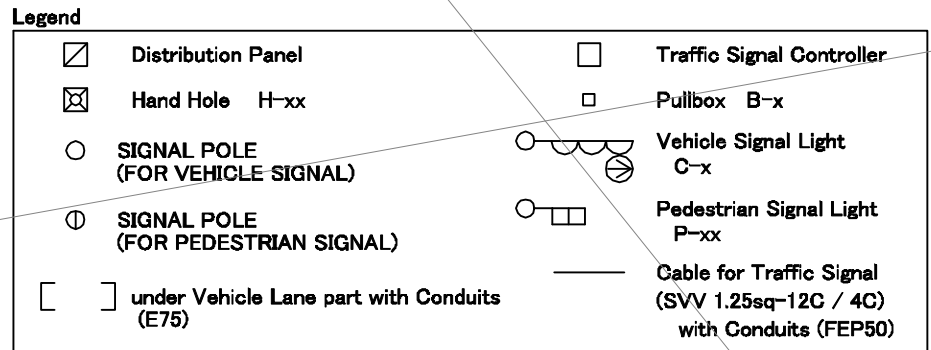 Legend
Distribution Panel
Hand Hole H-xx
SIGNAL POLE
(FOR VEHICLE SIGNAL)
SIGNAL POLE
(FOR PEDESTRIAN SIGNAL)
under Vehicle Lane part with Conduits
(E75)
Traffic Signal Controller
Pullbox B-x
Vehicle Signal Light
C-x
Pedestrian Signal Light
P-xx
Cable for Traffic Signal
(SVV 1.25sq-12C / 4C)
with Conduits (FEP50)